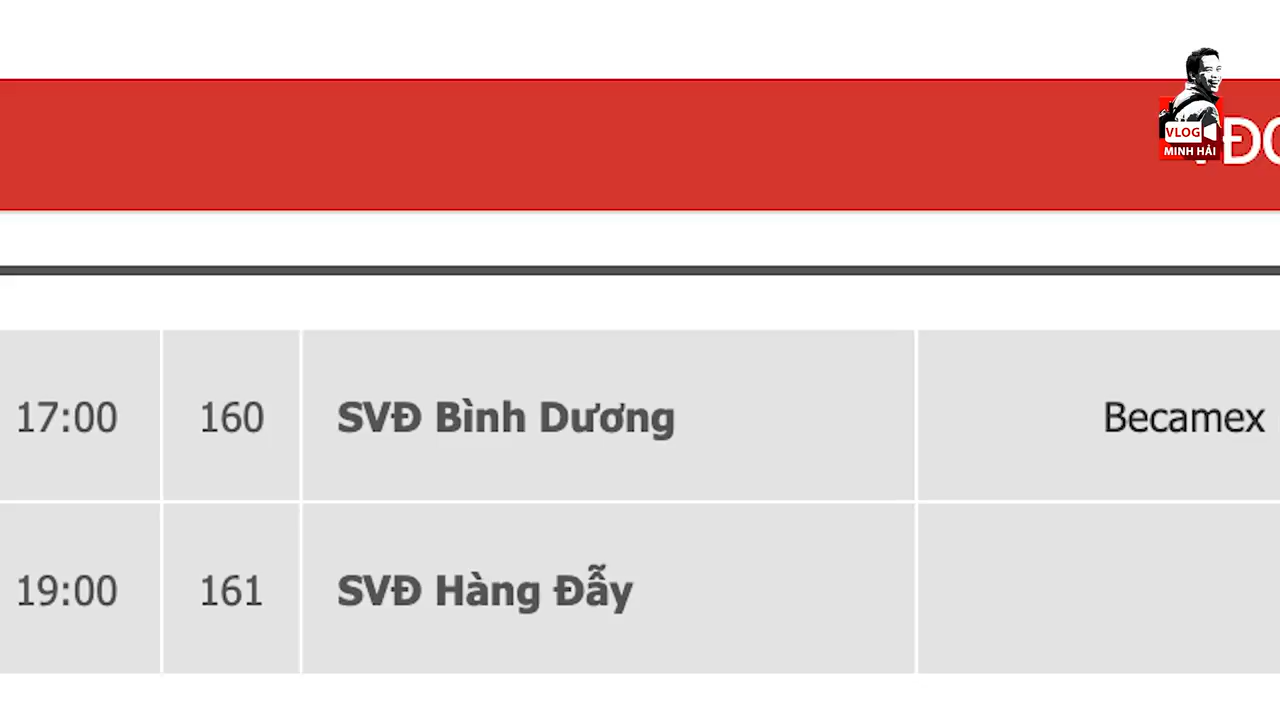 VLOG
MINH HẢI
17:00 160 SVĐ Bình Dương Becamex
19:00 161 SVĐ Hàng Đẫy